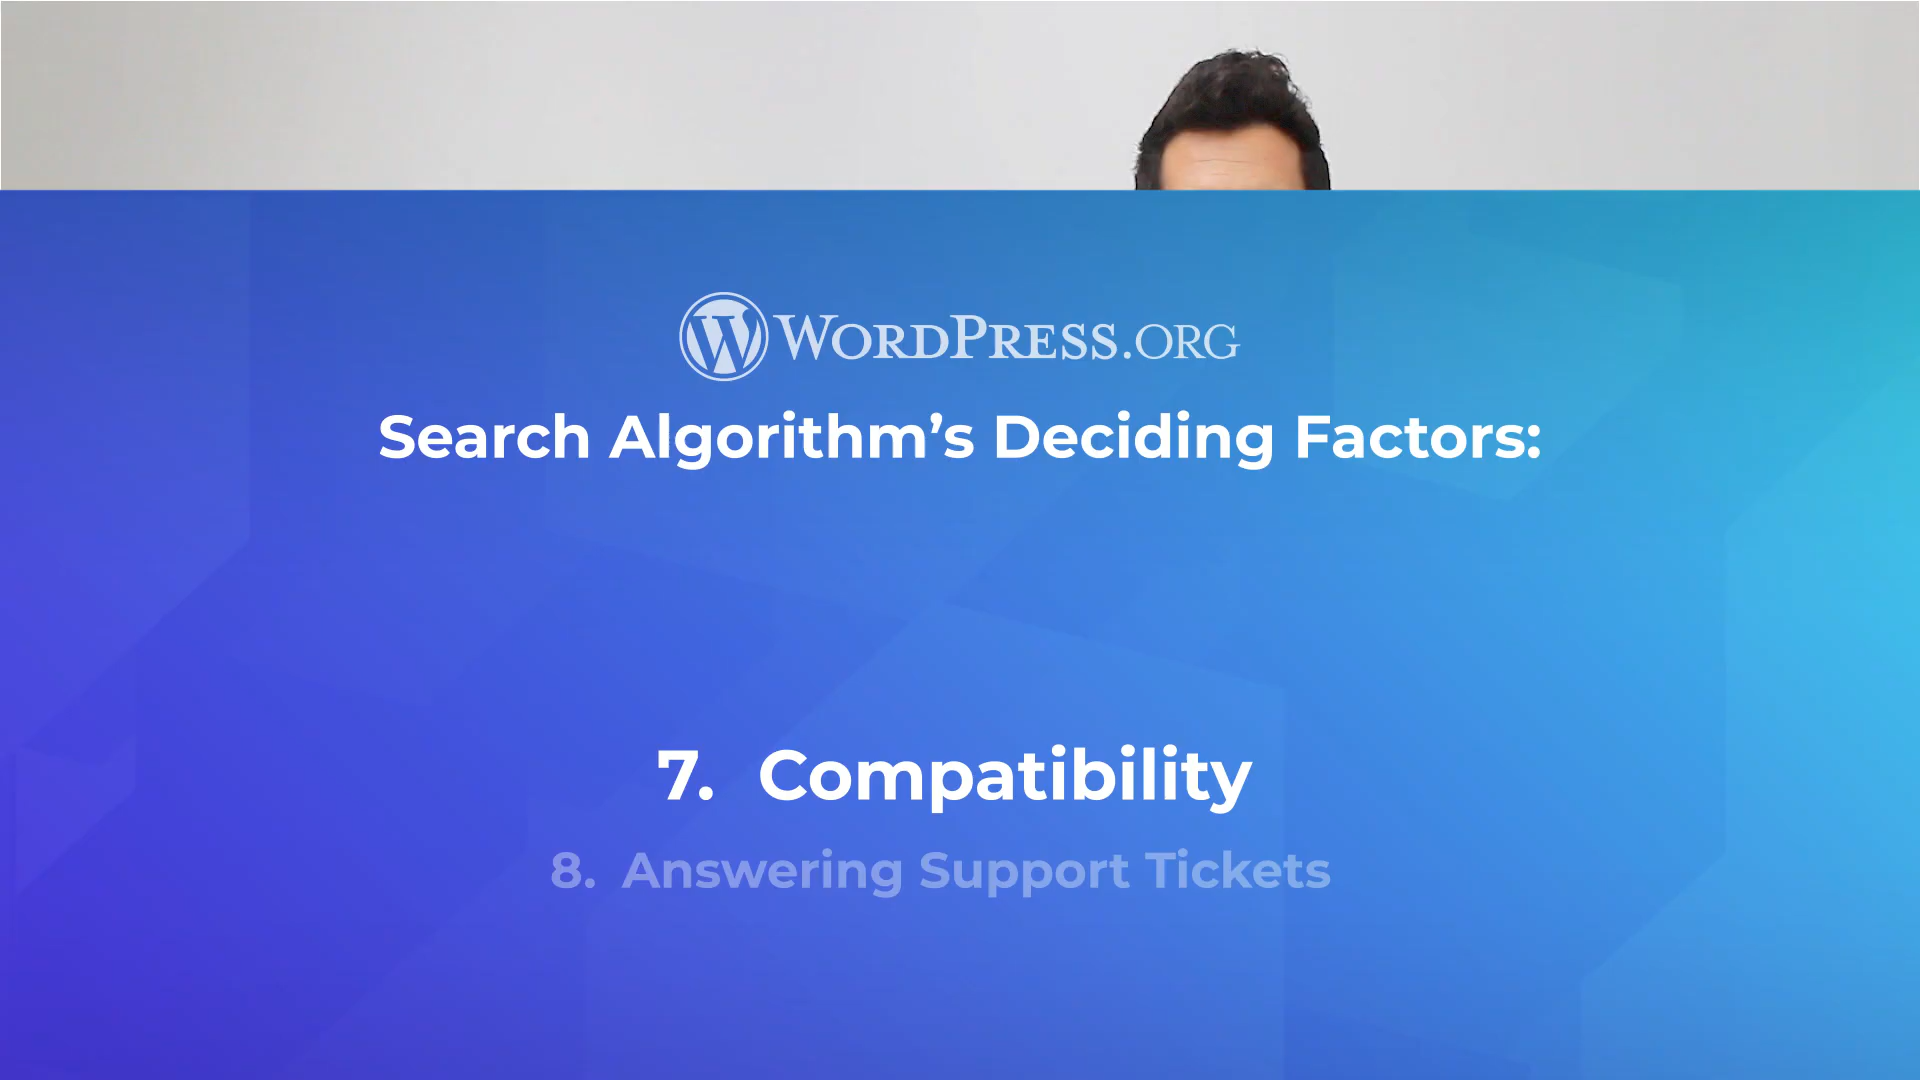 WORDPRESS.ORG
Search Algorithm’s Deciding Factors:
7. Compatibility
8. Answering Support Tickets